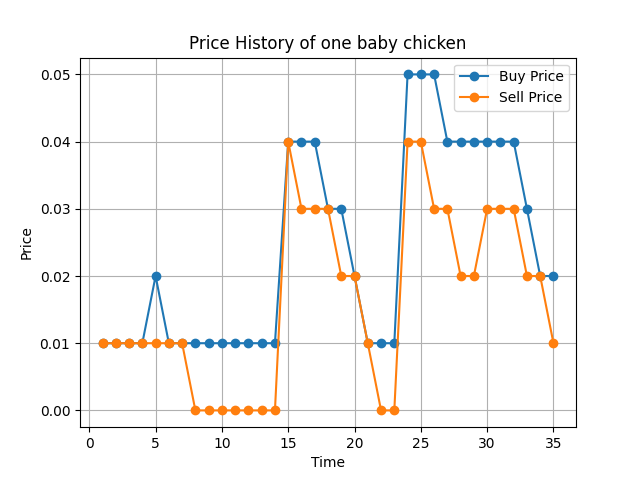 Price History of one baby chicken
0.05
0.04
0.03
0.02
0.01
0.00
Price
Buy Price
Sell Price
0 5 10 15 20 25 30 35
Time